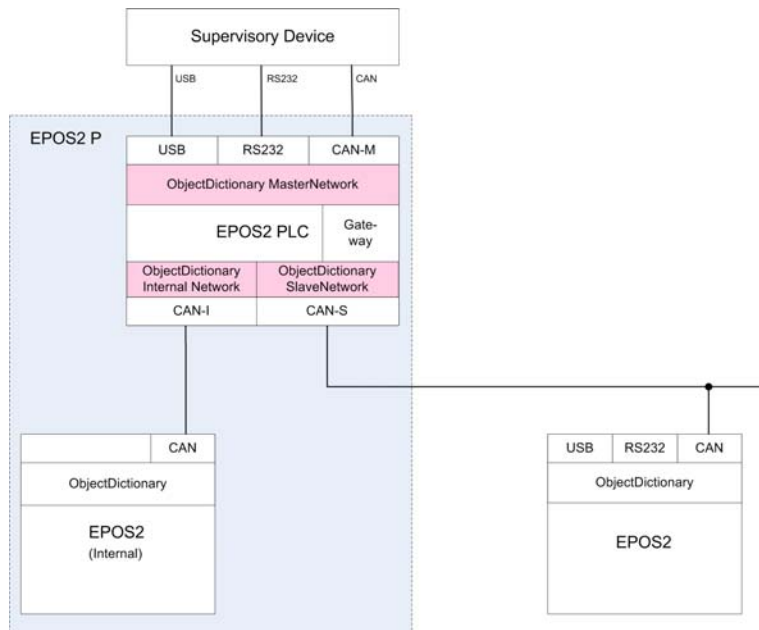 Supervisory Device
USB
RS232
CAN
EPOS2 P
USB
RS232
CAN-M
ObjectDictionary MasterNetwork
EPOS2 PLC
Gate-
way
ObjectDictionary
Internal Network
ObjectDictionary
SlaveNetwork
CAN-I
CAN-S
CAN
ObjectDictionary
EPOS2
(Internal)
USB
RS232
CAN
ObjectDictionary
EPOS2